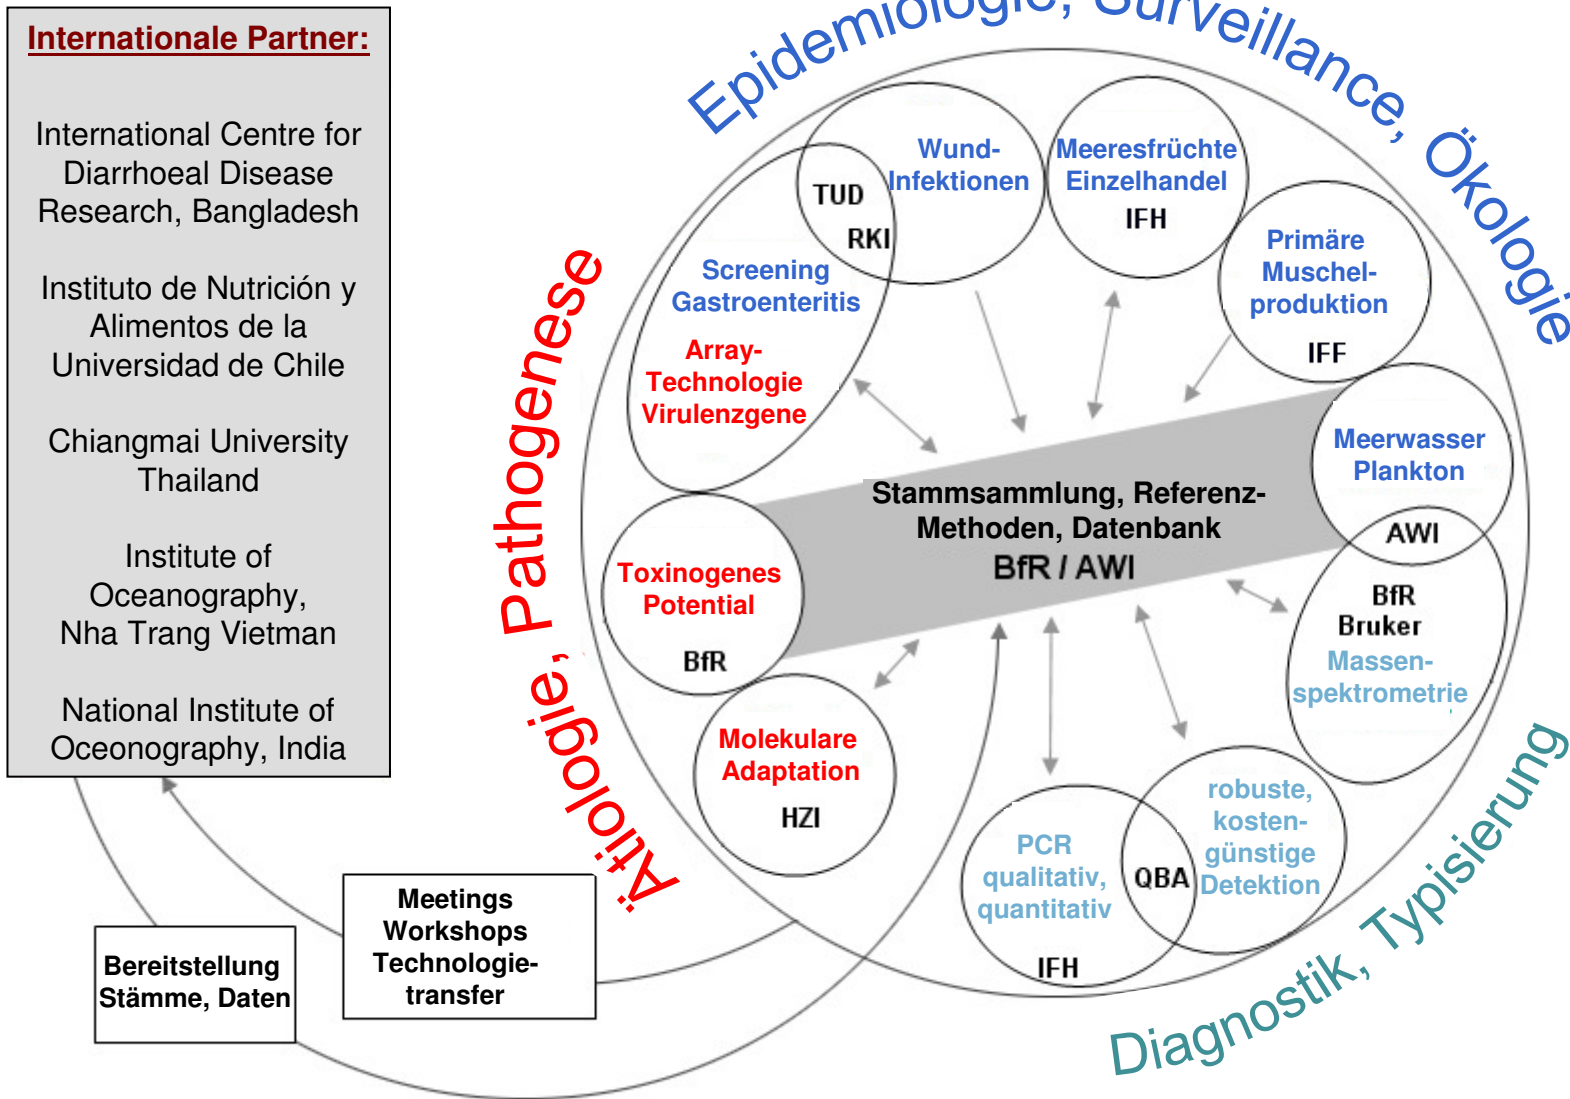 Internationale Partner:
International Centre for
Diarrhoeal Disease
Research, Bangladesh
Instituto de Nutrición y
Alimentos de la
Universidad de Chile
Chiangmai University
Thailand
Institute of
Oceanography,
Nha Trang Vietman
National Institute of
Oceonography, India
Epidemiologie, Surveillance, Ökologie
Ätiologie, Pathogenese
Diagnostik, Typisierung
Wund-
Infektionen
TUD
RKI
Screening
Gastroenteritis
Array-
Technologie
Virulenzgene
Meeresfrüchte
Einzelhandel
IFH
Primäre
Muschel-
produktion
IFF
Meerwasser
Plankton
AWI
BfR
Bruker
Massen-
spektrometrie
Stammsammlung, Referenz-
Methoden, Datenbank
BfR / AWI
Toxinogenes
Potential
BfR
Molekulare
Adaptation
HZI
PCR
qualitativ,
quantitativ
IFH
QBA
robuste,
kosten-
günstige
Detektion
Meetings
Workshops
Technologie-
transfer
Bereitstellung
Stämme, Daten